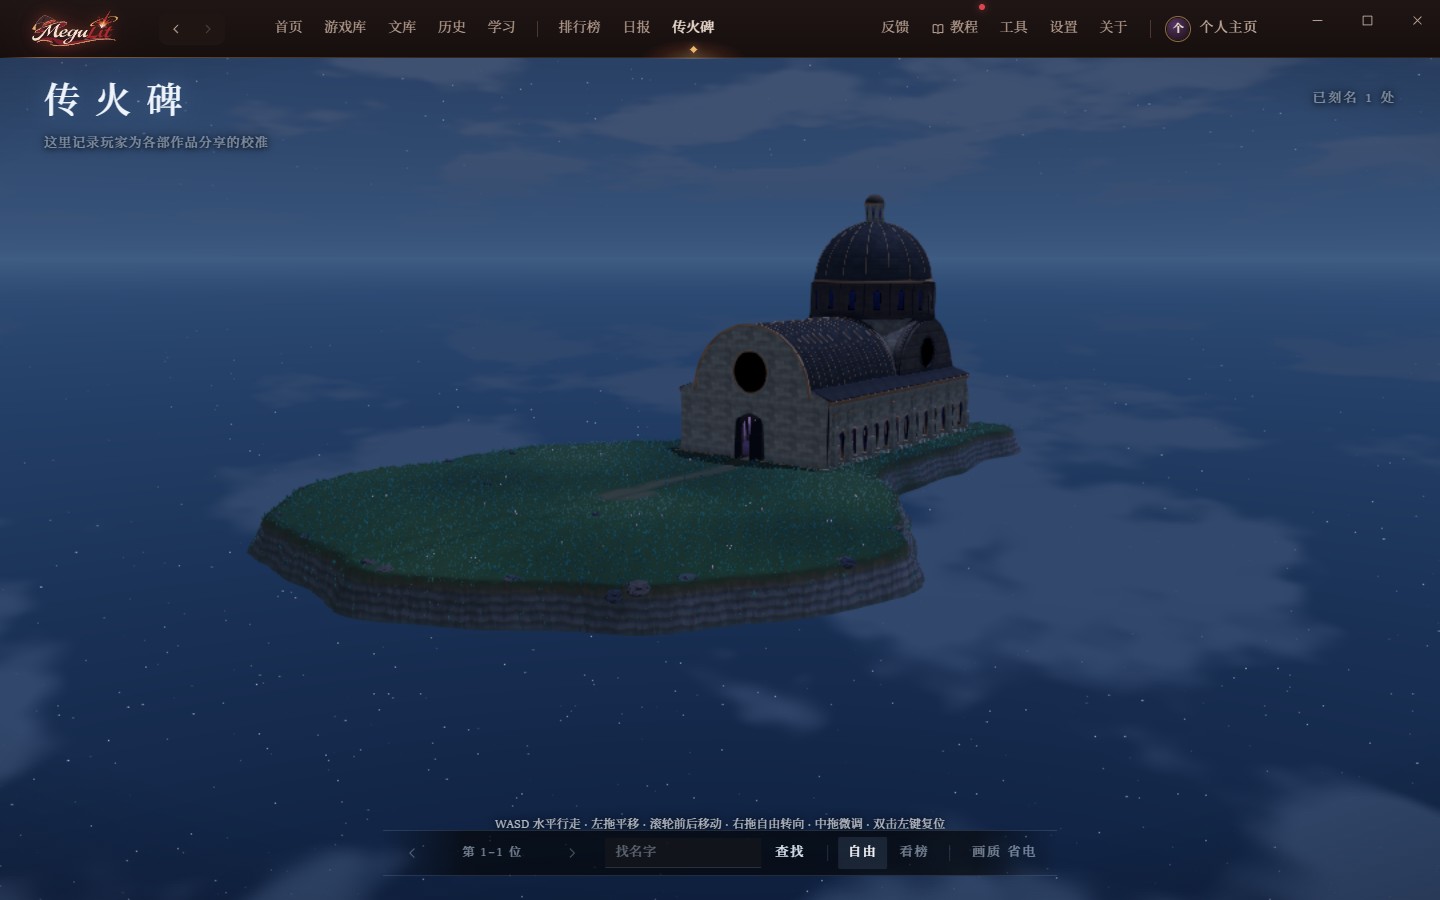 MeguLit 首页 游戏库 文库 历史 学习 排行榜 日报 传火碑 反馈 教程 工具 设置 关于 个 个人主页
传火碑
已刻名 1 处
这里记录玩家为各部作品分享的校准
WASD 水平行走 · 左拖平移 · 滚轮前后移动 · 右拖自由转向 · 中拖微调 · 双击左键复位
第 1–1 位 找名字 查找 自由 看榜 画质 省电